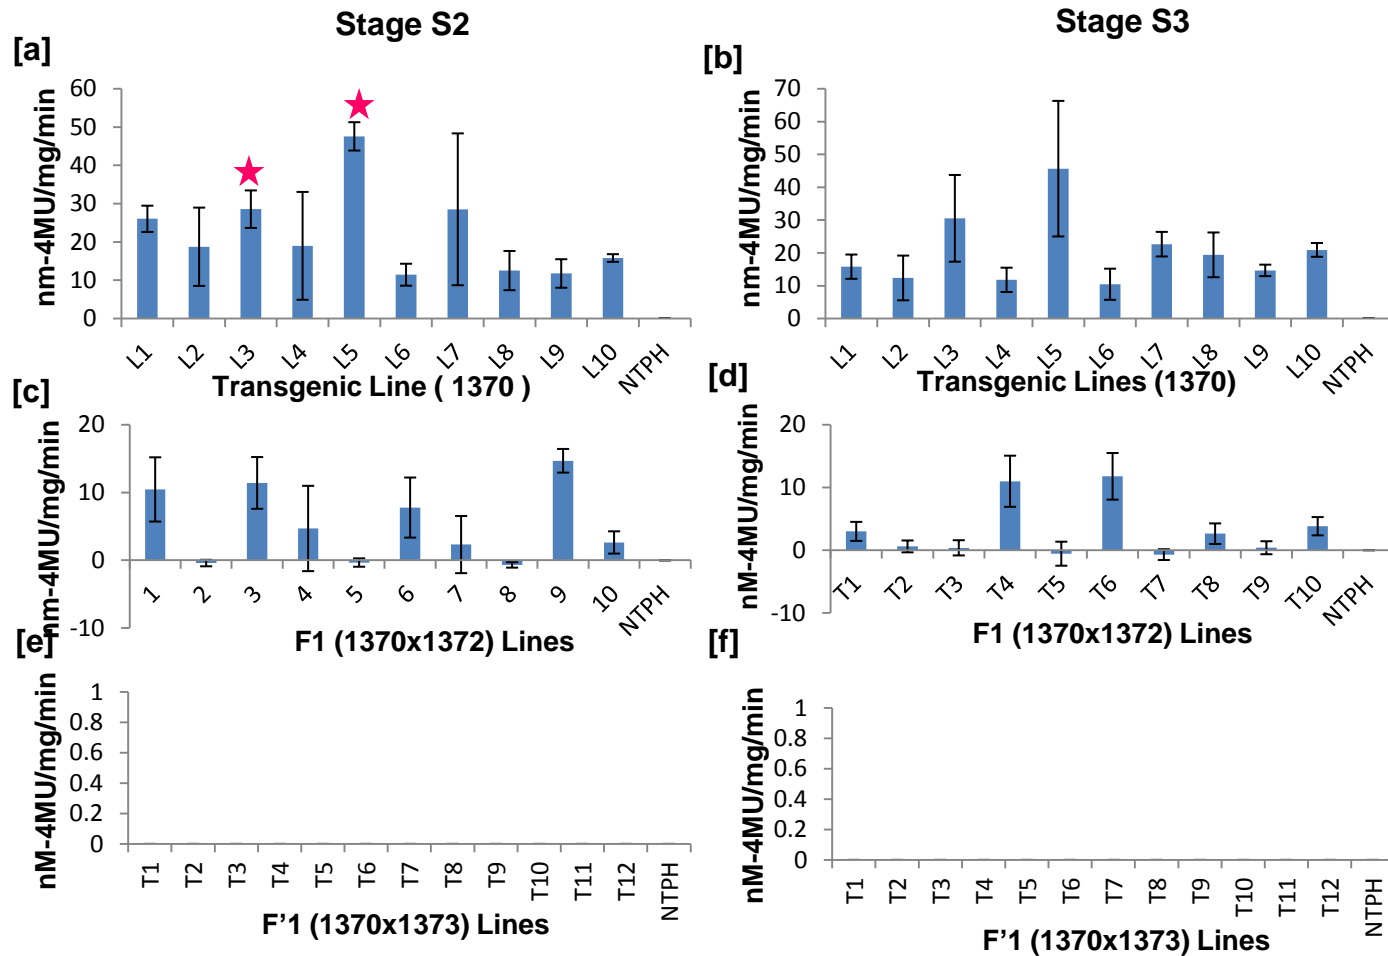 Stage S2
Stage S3
[a]
nm-4MU/mg/min
60
50
40
30
20
10
0
L1 L2 L3 L4 L5 L6 L7 L8 L9 L10 NTPH
Transgenic Line ( 1370 )
[b]
nm-4MU/mg/min
70
60
50
40
30
20
10
0
L1 L2 L3 L4 L5 L6 L7 L8 L9 L10 NTPH
Transgenic Lines (1370)
[c]
nm-4MU/mg/min
20
10
0
-10
1 2 3 4 5 6 7 8 9 10 NTPH
F1 (1370x1372) Lines
[d]
nM-4MU/mg/min
20
10
0
-10
T1 T2 T3 T4 T5 T6 T7 T8 T9 T10 NTPH
F1 (1370x1372) Lines
[e]
nM-4MU/mg/min
1
0.8
0.6
0.4
0.2
0
T1 T2 T3 T4 T5 T6 T7 T8 T9 T10 T11 T12 NTPH
F’1 (1370x1373) Lines
[f]
nM-4MU/mg/min
1
0.8
0.6
0.4
0.2
0
T1 T2 T3 T4 T5 T6 T7 T8 T9 T10 T11 T12 NTPH
F’1 (1370x1373) Lines